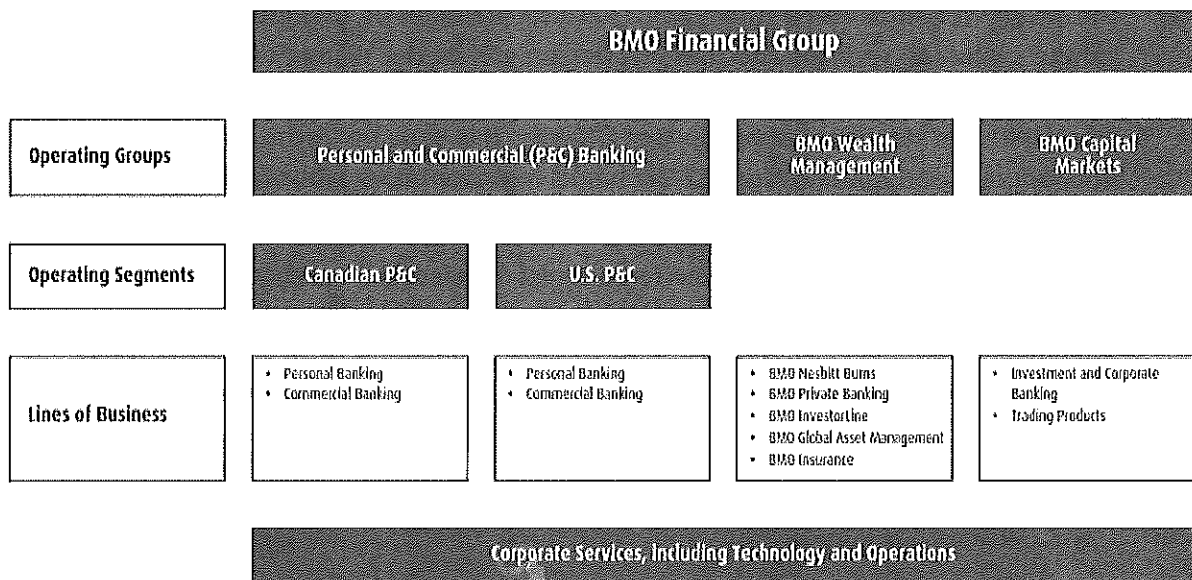 BMO Financial Group
Operating Groups
Personal and Commercial (P&C) Banking
BMO Wealth
Management
BMO Capital
Markets
Operating Segments
Canadian P&C
U.S. P&C
Lines of Business
• Personal Banking
• Commercial Banking
• Personal Banking
• Commercial Banking
• BMO Nesbitt Burns
• BMO Private Banking
• BMO InvestorLine
• BMO Global Asset Management
• BMO Insurance
• Investment and Corporate
Banking
• Trading Products
Corporate Services, including Technology and Operations